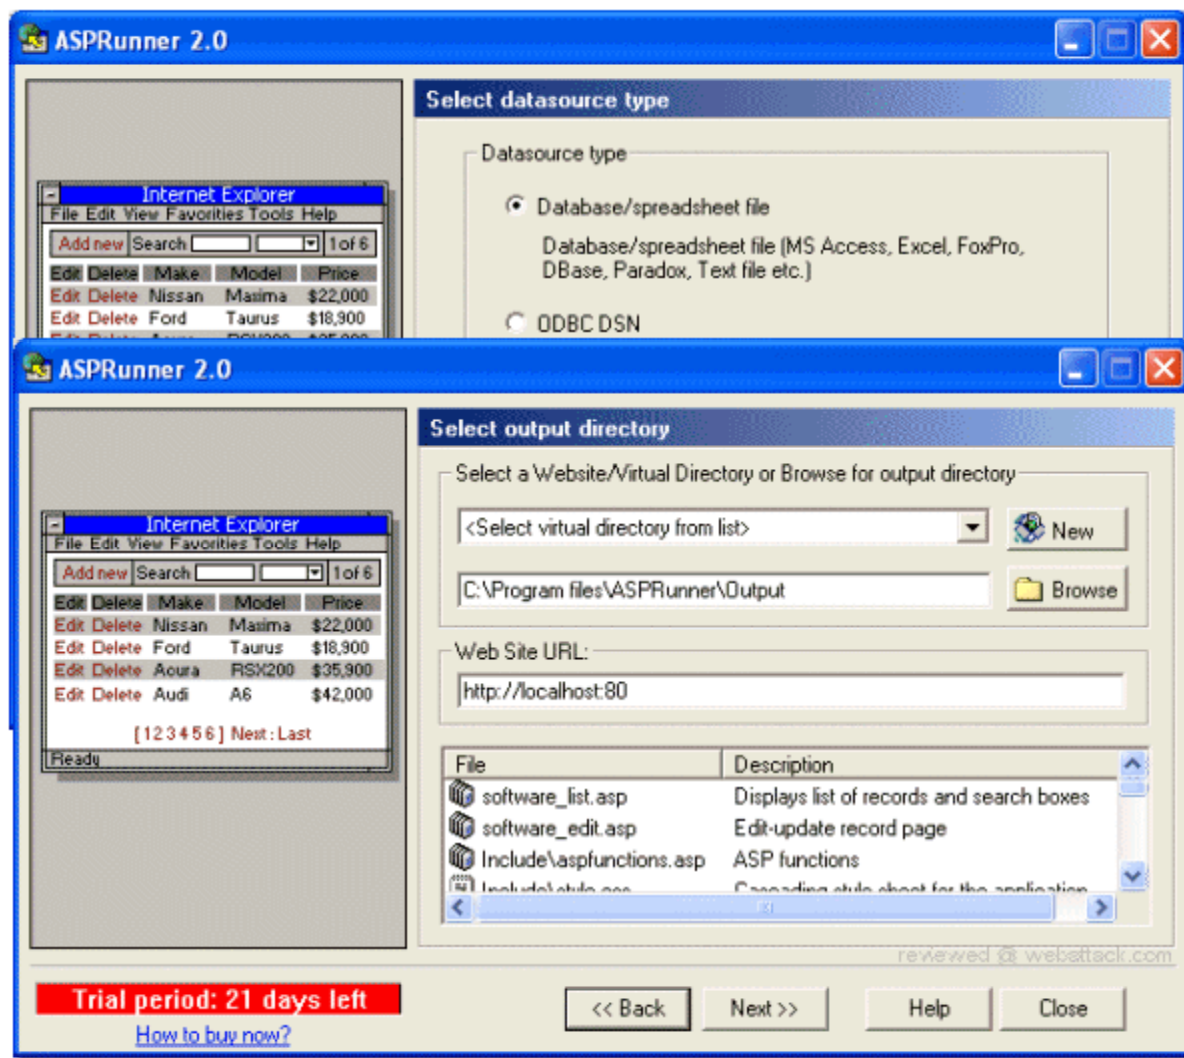 ASPRunner 2.0
Select datasource type
Datasource type
Database/spreadsheet file
Database/spreadsheet file (MS Access, Excel, FoxPro,
DBase, Paradox, Text file etc.)
ODBC DSN
Internet Explorer
File Edit View Favorities Tools Help
Add new Search 1 of 6
Edit Delete Make Model Price
Edit Delete Nissan Maxima $22,000
Edit Delete Ford Taurus $18,900
ASPRunner 2.0
Select output directory
Select a Website/Virtual Directory or Browse for output directory
<Select virtual directory from list> New
C:\Program files\ASPRunner\Output Browse
Web Site URL:
http://localhost:80
Internet Explorer
File Edit View Favorities Tools Help
Add new Search 1 of 6
Edit Delete Make Model Price
Edit Delete Nissan Maxima $22,000
Edit Delete Ford Taurus $18,900
Edit Delete Acura RSX200 $35,900
Edit Delete Audi A6 $42,000
[ 1 2 3 4 5 6 ] Next : Last
Ready
File Description
software_list.asp Displays list of records and search boxes
software_edit.asp Edit-update record page
Include\aspfunctions.asp ASP functions
Cascading style sheet for the application
reviewed @ websttack.com
Trial period: 21 days left
How to buy now?
<< Back Next >> Help Close